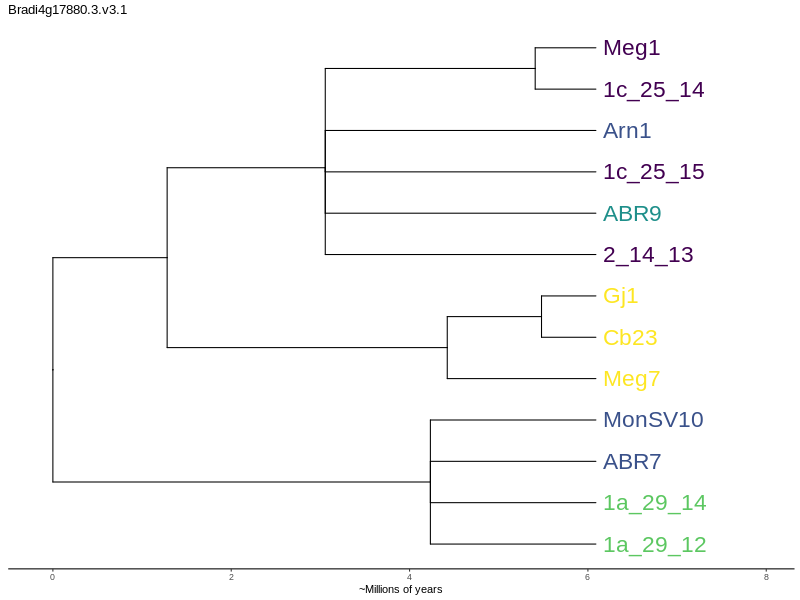 Bradi4g17880.3.v3.1
Meg1
1c_25_14
Arn1
1c_25_15
ABR9
2_14_13
Gj1
Cb23
Meg7
MonSV10
ABR7
1a_29_14
1a_29_12
0 2 4 6 8
~Millions of years